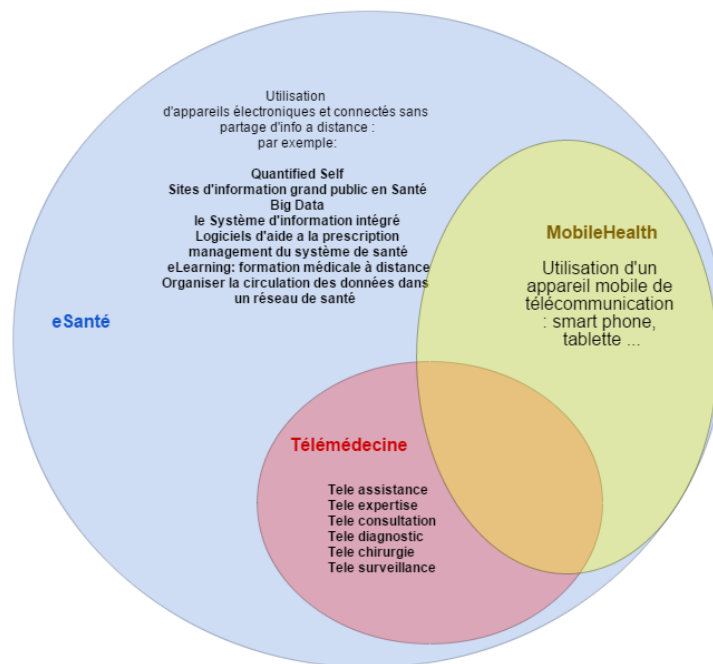 Utilisation
d'appareils électroniques et connectés sans
partage d'info a distance :
par exemple:
Quantified Self
Sites d'information grand public en Santé
Big Data
le Système d'information intégré
Logiciels d'aide a la prescription
management du système de santé
eLearning: formation médicale à distance
Organiser la circulation des données dans
un réseau de santé
eSanté
MobileHealth
Utilisation d'un
appareil mobile de
télécommunication
: smart phone,
tablette ...
Télémédecine
Tele assistance
Tele expertise
Tele consultation
Tele diagnostic
Tele chirurgie
Tele surveillance